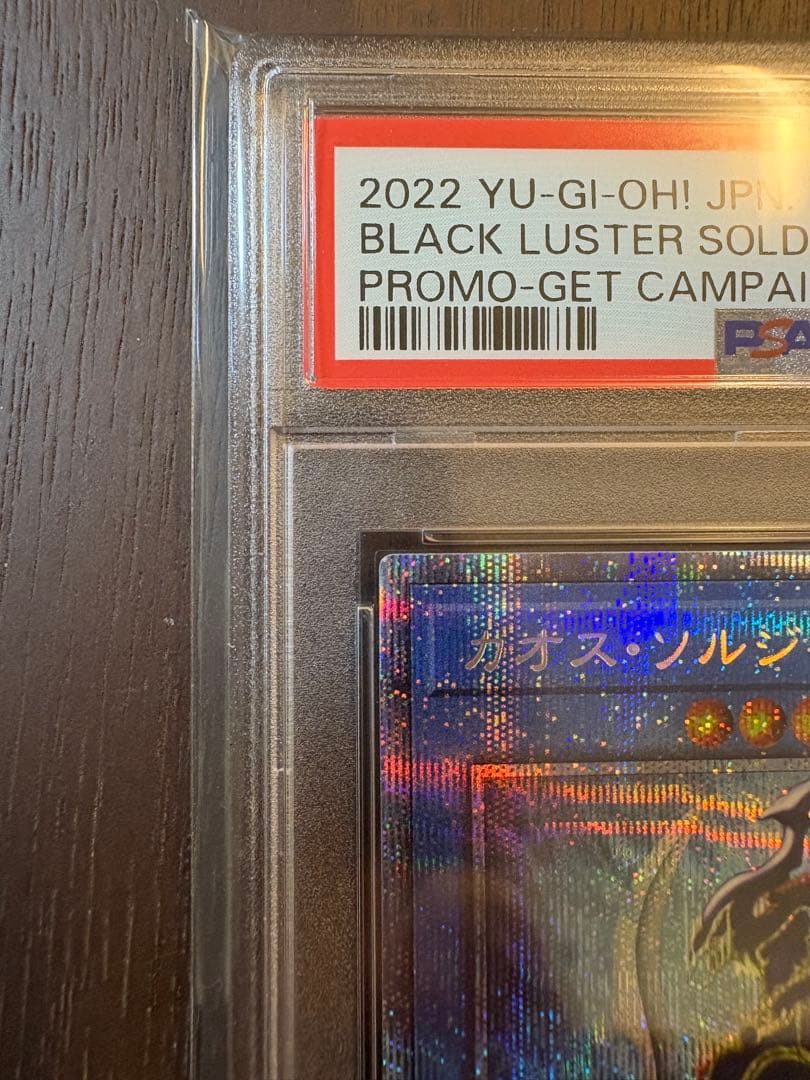 2022 YU-GI-OH! JPN.
BLACK LUSTER SOLD
PROMO-GET CAMPAI
PSA
カオス・ソルジ